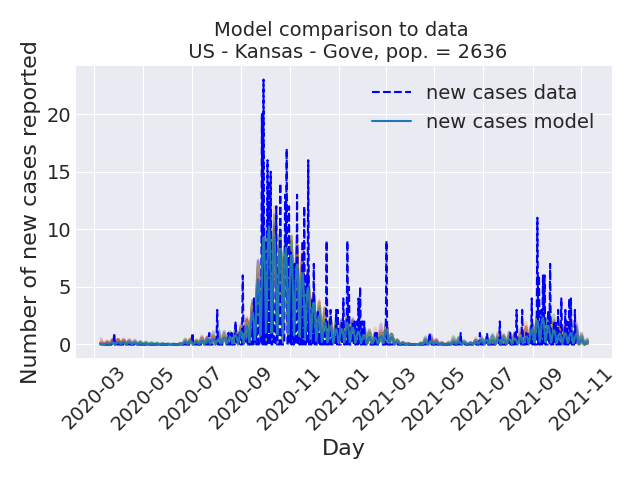 Model comparison to data
US - Kansas - Gove, pop. = 2636
Number of new cases reported
20
15
10
5
0
new cases data
new cases model
2020-03
2020-05
2020-07
2020-09
2020-11
2021-01
2021-03
2021-05
2021-07
2021-09
2021-11
Day